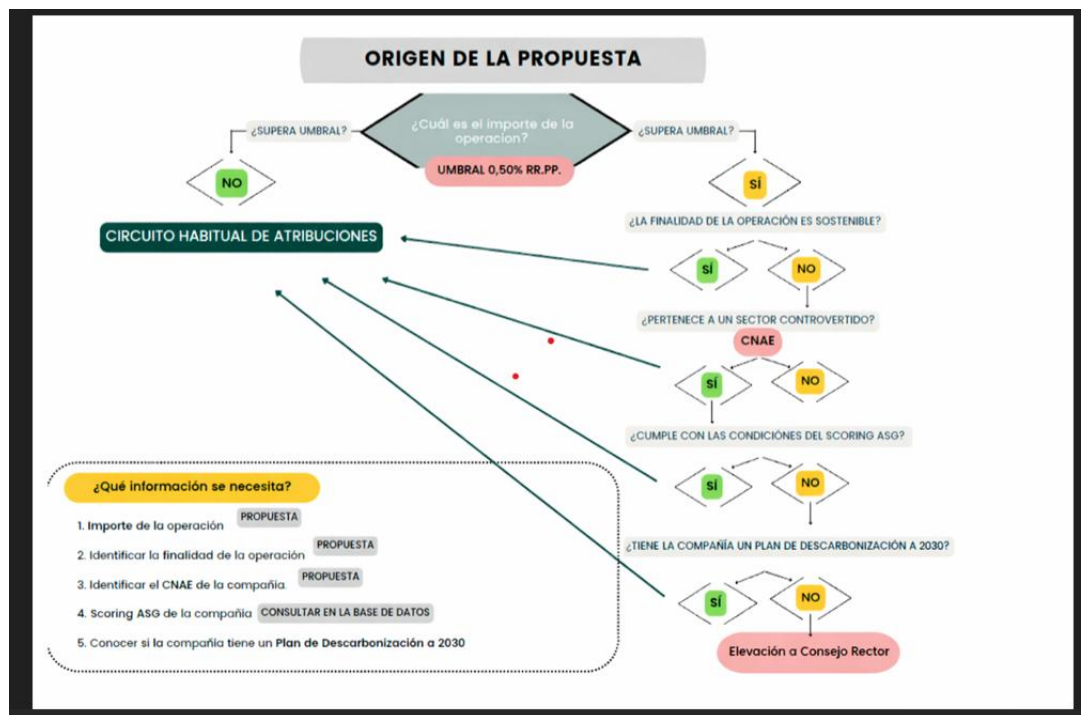 ORIGEN DE LA PROPUESTA
¿SUPERA UMBRAL?
¿Cuál es el importe de la
operacion?
¿SUPERA UMBRAL?
UMBRAL 0,50% RR.PP.
NO
SÍ
¿LA FINALIDAD DE LA OPERACIÓN ES SOSTENIBLE?
CIRCUITO HABITUAL DE ATRIBUCIONES
SÍ
NO
¿PERTENECE A UN SECTOR CONTROVERTIDO?
CNAE
SÍ
NO
¿CUMPLE CON LAS CONDICIÓNES DEL SCORING ASG?
SÍ
NO
¿TIENE LA COMPAÑÍA UN PLAN DE DESCARBONIZACIÓN A 2030?
SÍ
NO
Elevación a Consejo Rector
¿Qué información se necesita?
1. Importe de la operación PROPUESTA
2. Identificar la finalidad de la operación PROPUESTA
3. Identificar el CNAE de la compañia. PROPUESTA
4. Scoring ASG de la compañía CONSULTAR EN LA BASE DE DATOS
5. Conocer si la compañía tiene un Plan de Descarbonización a 2030